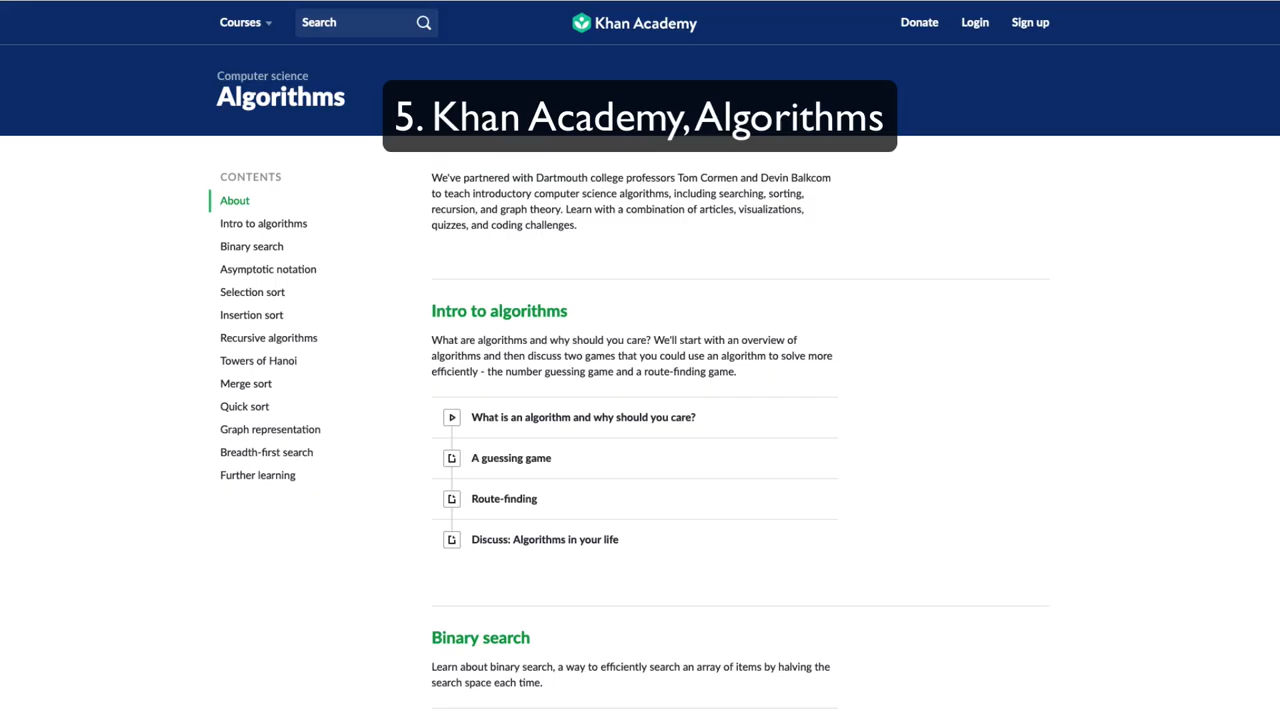 Courses
Search
Khan Academy
Donate
Login
Sign up
Computer science
Algorithms
5. Khan Academy, Algorithms
CONTENTS
About
Intro to algorithms
Binary search
Asymptotic notation
Selection sort
Insertion sort
Recursive algorithms
Towers of Hanoi
Merge sort
Quick sort
Graph representation
Breadth-first search
Further learning
We've partnered with Dartmouth college professors Tom Cormen and Devin Balkcom
to teach introductory computer science algorithms, including searching, sorting,
recursion, and graph theory. Learn with a combination of articles, visualizations,
quizzes, and coding challenges.
Intro to algorithms
What are algorithms and why should you care? We'll start with an overview of
algorithms and then discuss two games that you could use an algorithm to solve more
efficiently - the number guessing game and a route-finding game.
What is an algorithm and why should you care?
A guessing game
Route-finding
Discuss: Algorithms in your life
Binary search
Learn about binary search, a way to efficiently search an array of items by halving the
search space each time.